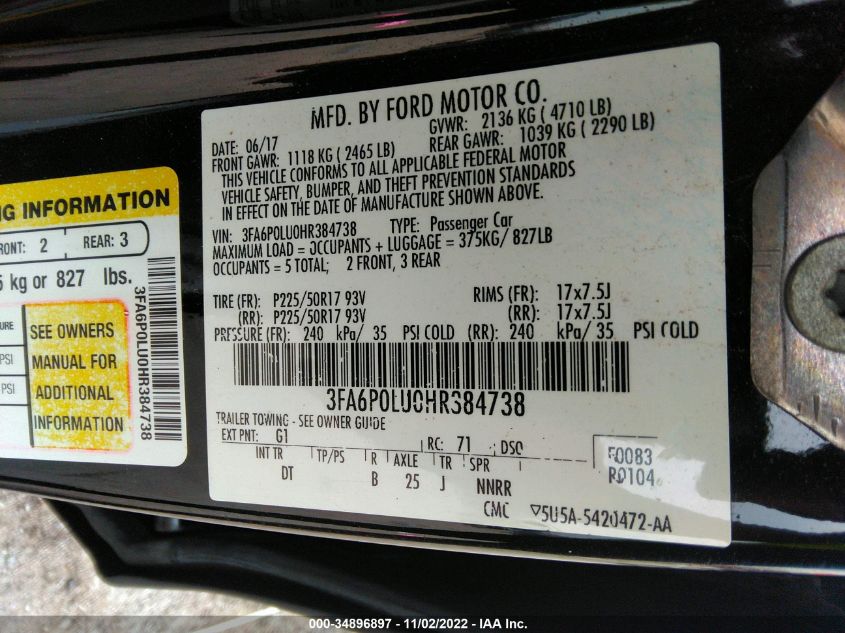 NG INFORMATION
FRONT: 2 REAR: 3
5 kg or 827 lbs.
SEE OWNERS
MANUAL FOR
ADDITIONAL
INFORMATION
PSI
PSI
3FA6P0LU0HR384738
MFD. BY FORD MOTOR CO.
DATE: 06/17 GVWR: 2136 KG ( 4710 LB)
FRONT GAWR: 1118 KG ( 2465 LB) REAR GAWR: 1039 KG ( 2290 LB)
THIS VEHICLE CONFORMS TO ALL APPLICABLE FEDERAL MOTOR
VEHICLE SAFETY, BUMPER, AND THEFT PREVENTION STANDARDS
IN EFFECT ON THE DATE OF MANUFACTURE SHOWN ABOVE.
VIN: 3FA6P0LU0HR384738 TYPE: Passenger Car
MAXIMUM LOAD = OCCUPANTS + LUGGAGE = 375KG/ 827LB
OCCUPANTS = 5 TOTAL; 2 FRONT, 3 REAR
TIRE (FR): P225/50R17 93V RIMS (FR): 17x7.5J
(RR): P225/50R17 93V (RR): 17x7.5J
PRESSURE (FR): 240 kPa/ 35 PSI COLD (RR): 240 kPa/ 35 PSI COLD
3FA6P0LU0HR384738
TRAILER TOWING - SEE OWNER GUIDE
EXT PNT: G1 RC: 71 DSO
INT TR TP/PS R AXLE TR SPR
DT B 25 J NNRR
F0083
R0104
CMC ▽5U5A-5420472-AA
000-34896897 - 11/02/2022 - IAA Inc.